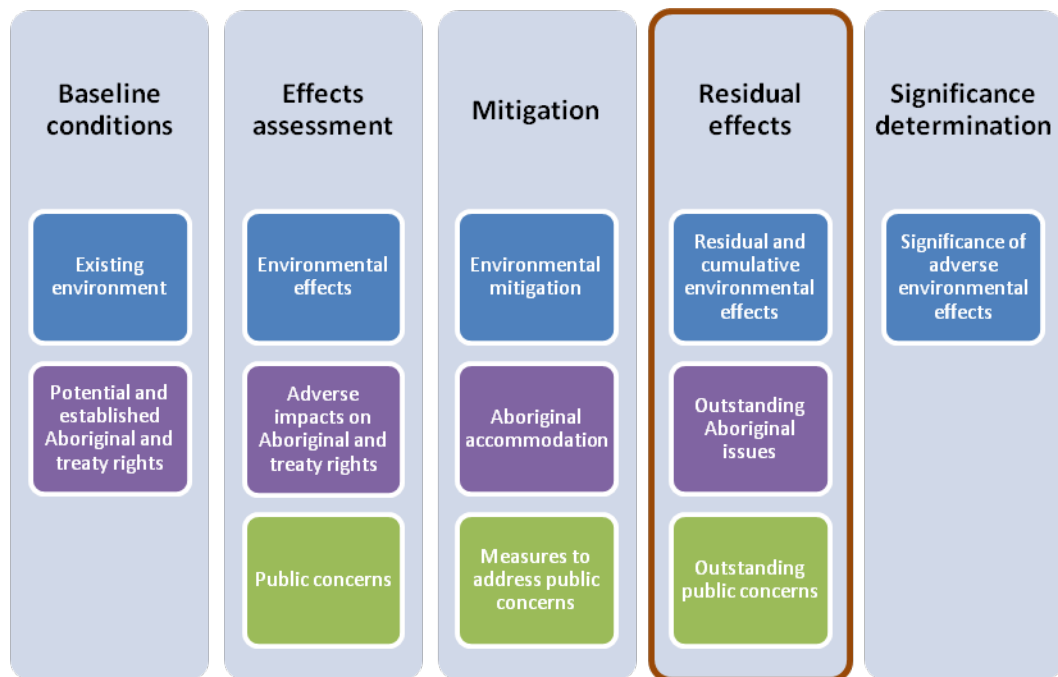 Baseline
conditions
Existing
environment
Potential and
established
Aboriginal and
treaty rights
Effects
assessment
Environmental
effects
Adverse
impacts on
Aboriginal and
treaty rights
Public concerns
Mitigation
Environmental
mitigation
Aboriginal
accommodation
Measures to
address public
concerns
Residual
effects
Residual and
cumulative
environmental
effects
Outstanding
Aboriginal
issues
Outstanding
public concerns
Significance
determination
Significance of
adverse
environmental
effects